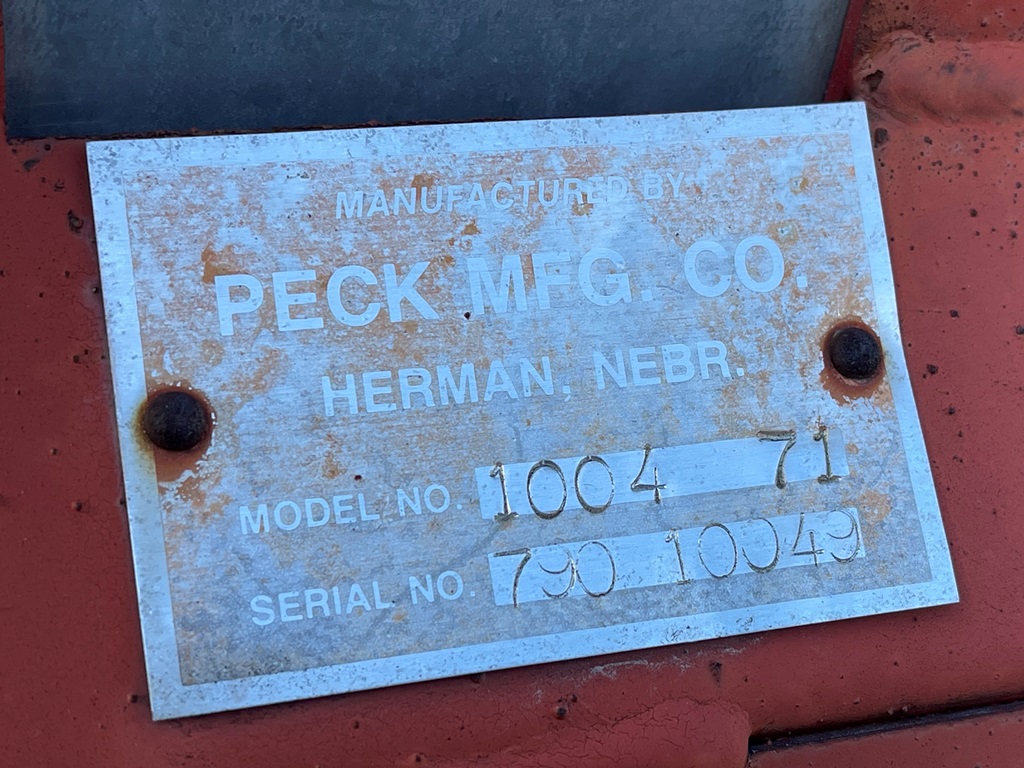 MANUFACTURED BY
PECK MFG. CO.
HERMAN, NEBR.
MODEL NO. 1004 71
SERIAL NO. 790 10049